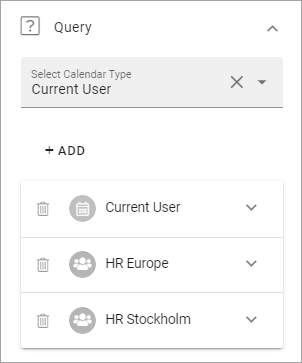 Query
Select Calendar Type
Current User
+ ADD
Current User
HR Europe
HR Stockholm